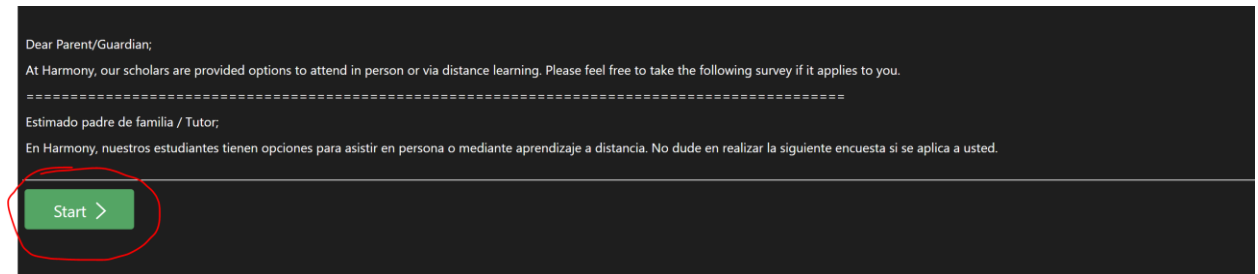 Dear Parent/Guardian;
At Harmony, our scholars are provided options to attend in person or via distance learning. Please feel free to take the following survey if it applies to you.
=============================================================================================
Estimado padre de familia / Tutor;
En Harmony, nuestros estudiantes tienen opciones para asistir en persona o mediante aprendizaje a distancia. No dude en realizar la siguiente encuesta si se aplica a usted.
Start >